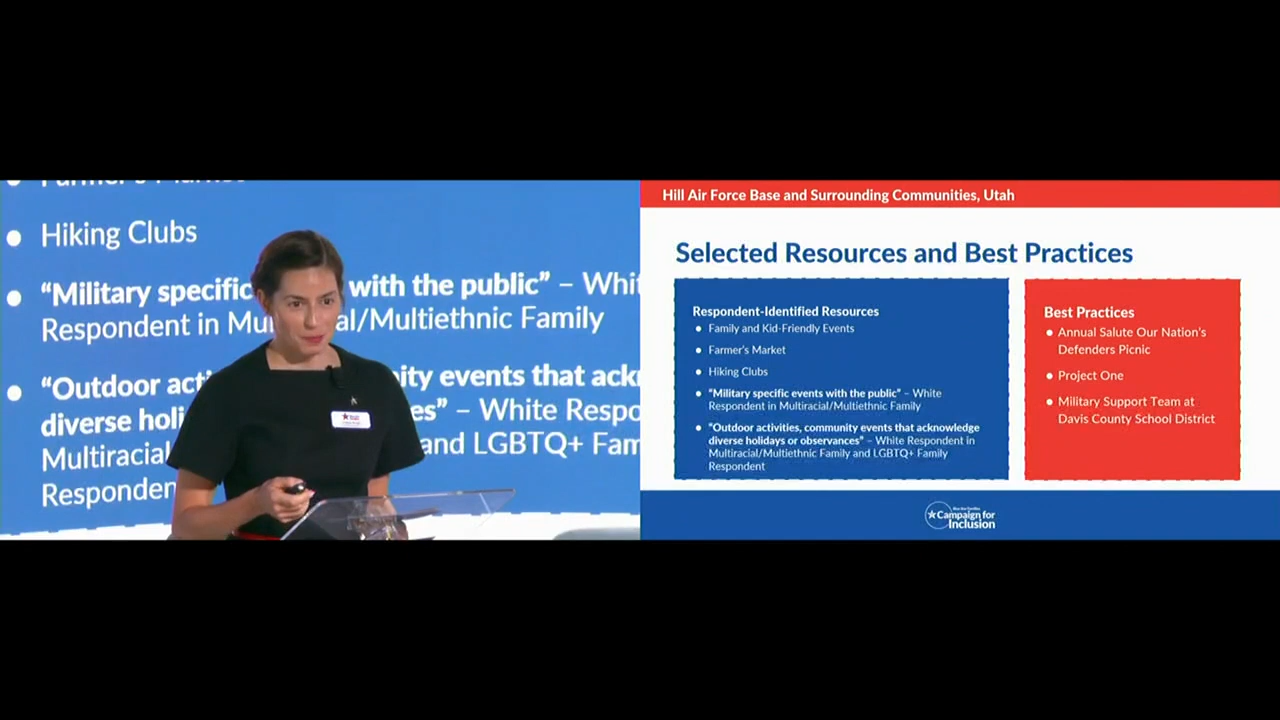 Farmer's Market
Hiking Clubs
“Military specific with the public” – Whit
Respondent in Mu acial/Multiethnic Family
“Outdoor acti ity events that ackn
diverse holi es” – White Respo
Multiracial and LGBTQ+ Fam
Responden
Hill Air Force Base and Surrounding Communities, Utah
Selected Resources and Best Practices
Respondent-Identified Resources
Family and Kid-Friendly Events
Farmer's Market
Hiking Clubs
“Military specific events with the public” – White
Respondent in Multiracial/Multiethnic Family
“Outdoor activities, community events that acknowledge
diverse holidays or observances” – White Respondent in
Multiracial/Multiethnic Family and LGBTQ+ Family
Respondent
Best Practices
Annual Salute Our Nation's
Defenders Picnic
Project One
Military Support Team at
Davis County School District
Campaign for
Inclusion